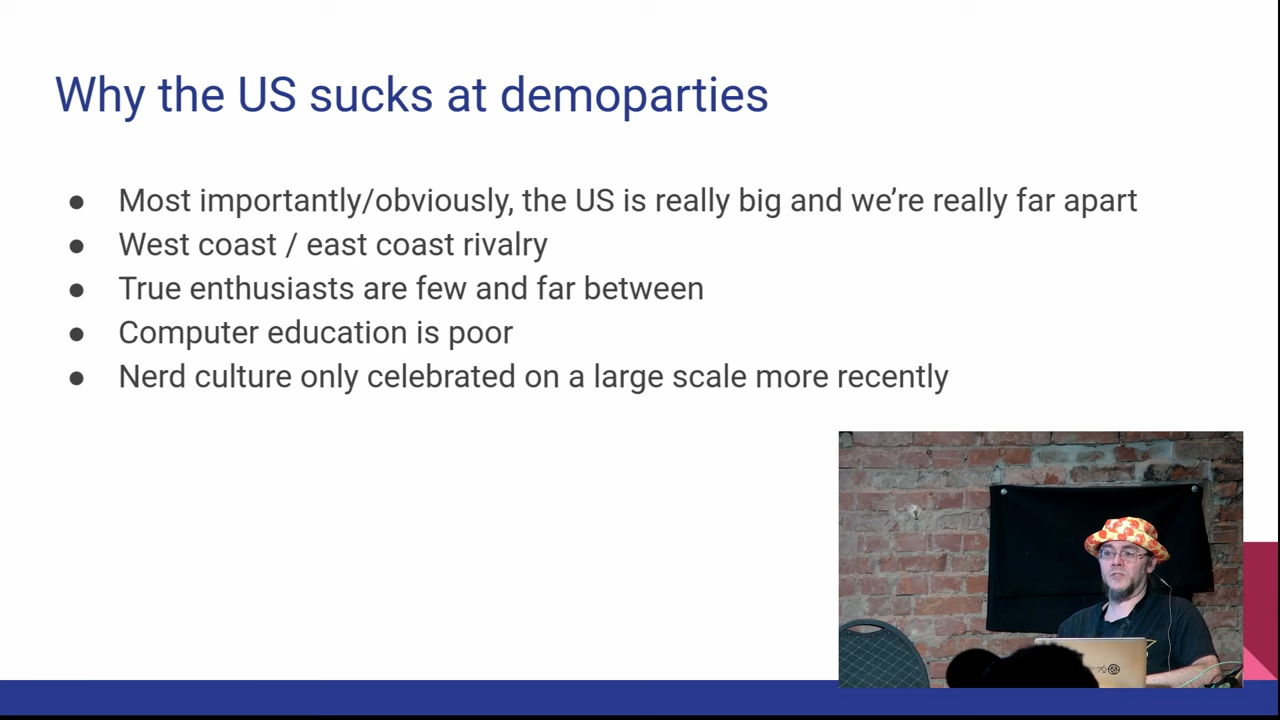 Why the US sucks at demoparties
● Most importantly/obviously, the US is really big and we’re really far apart
● West coast / east coast rivalry
● True enthusiasts are few and far between
● Computer education is poor
● Nerd culture only celebrated on a large scale more recently